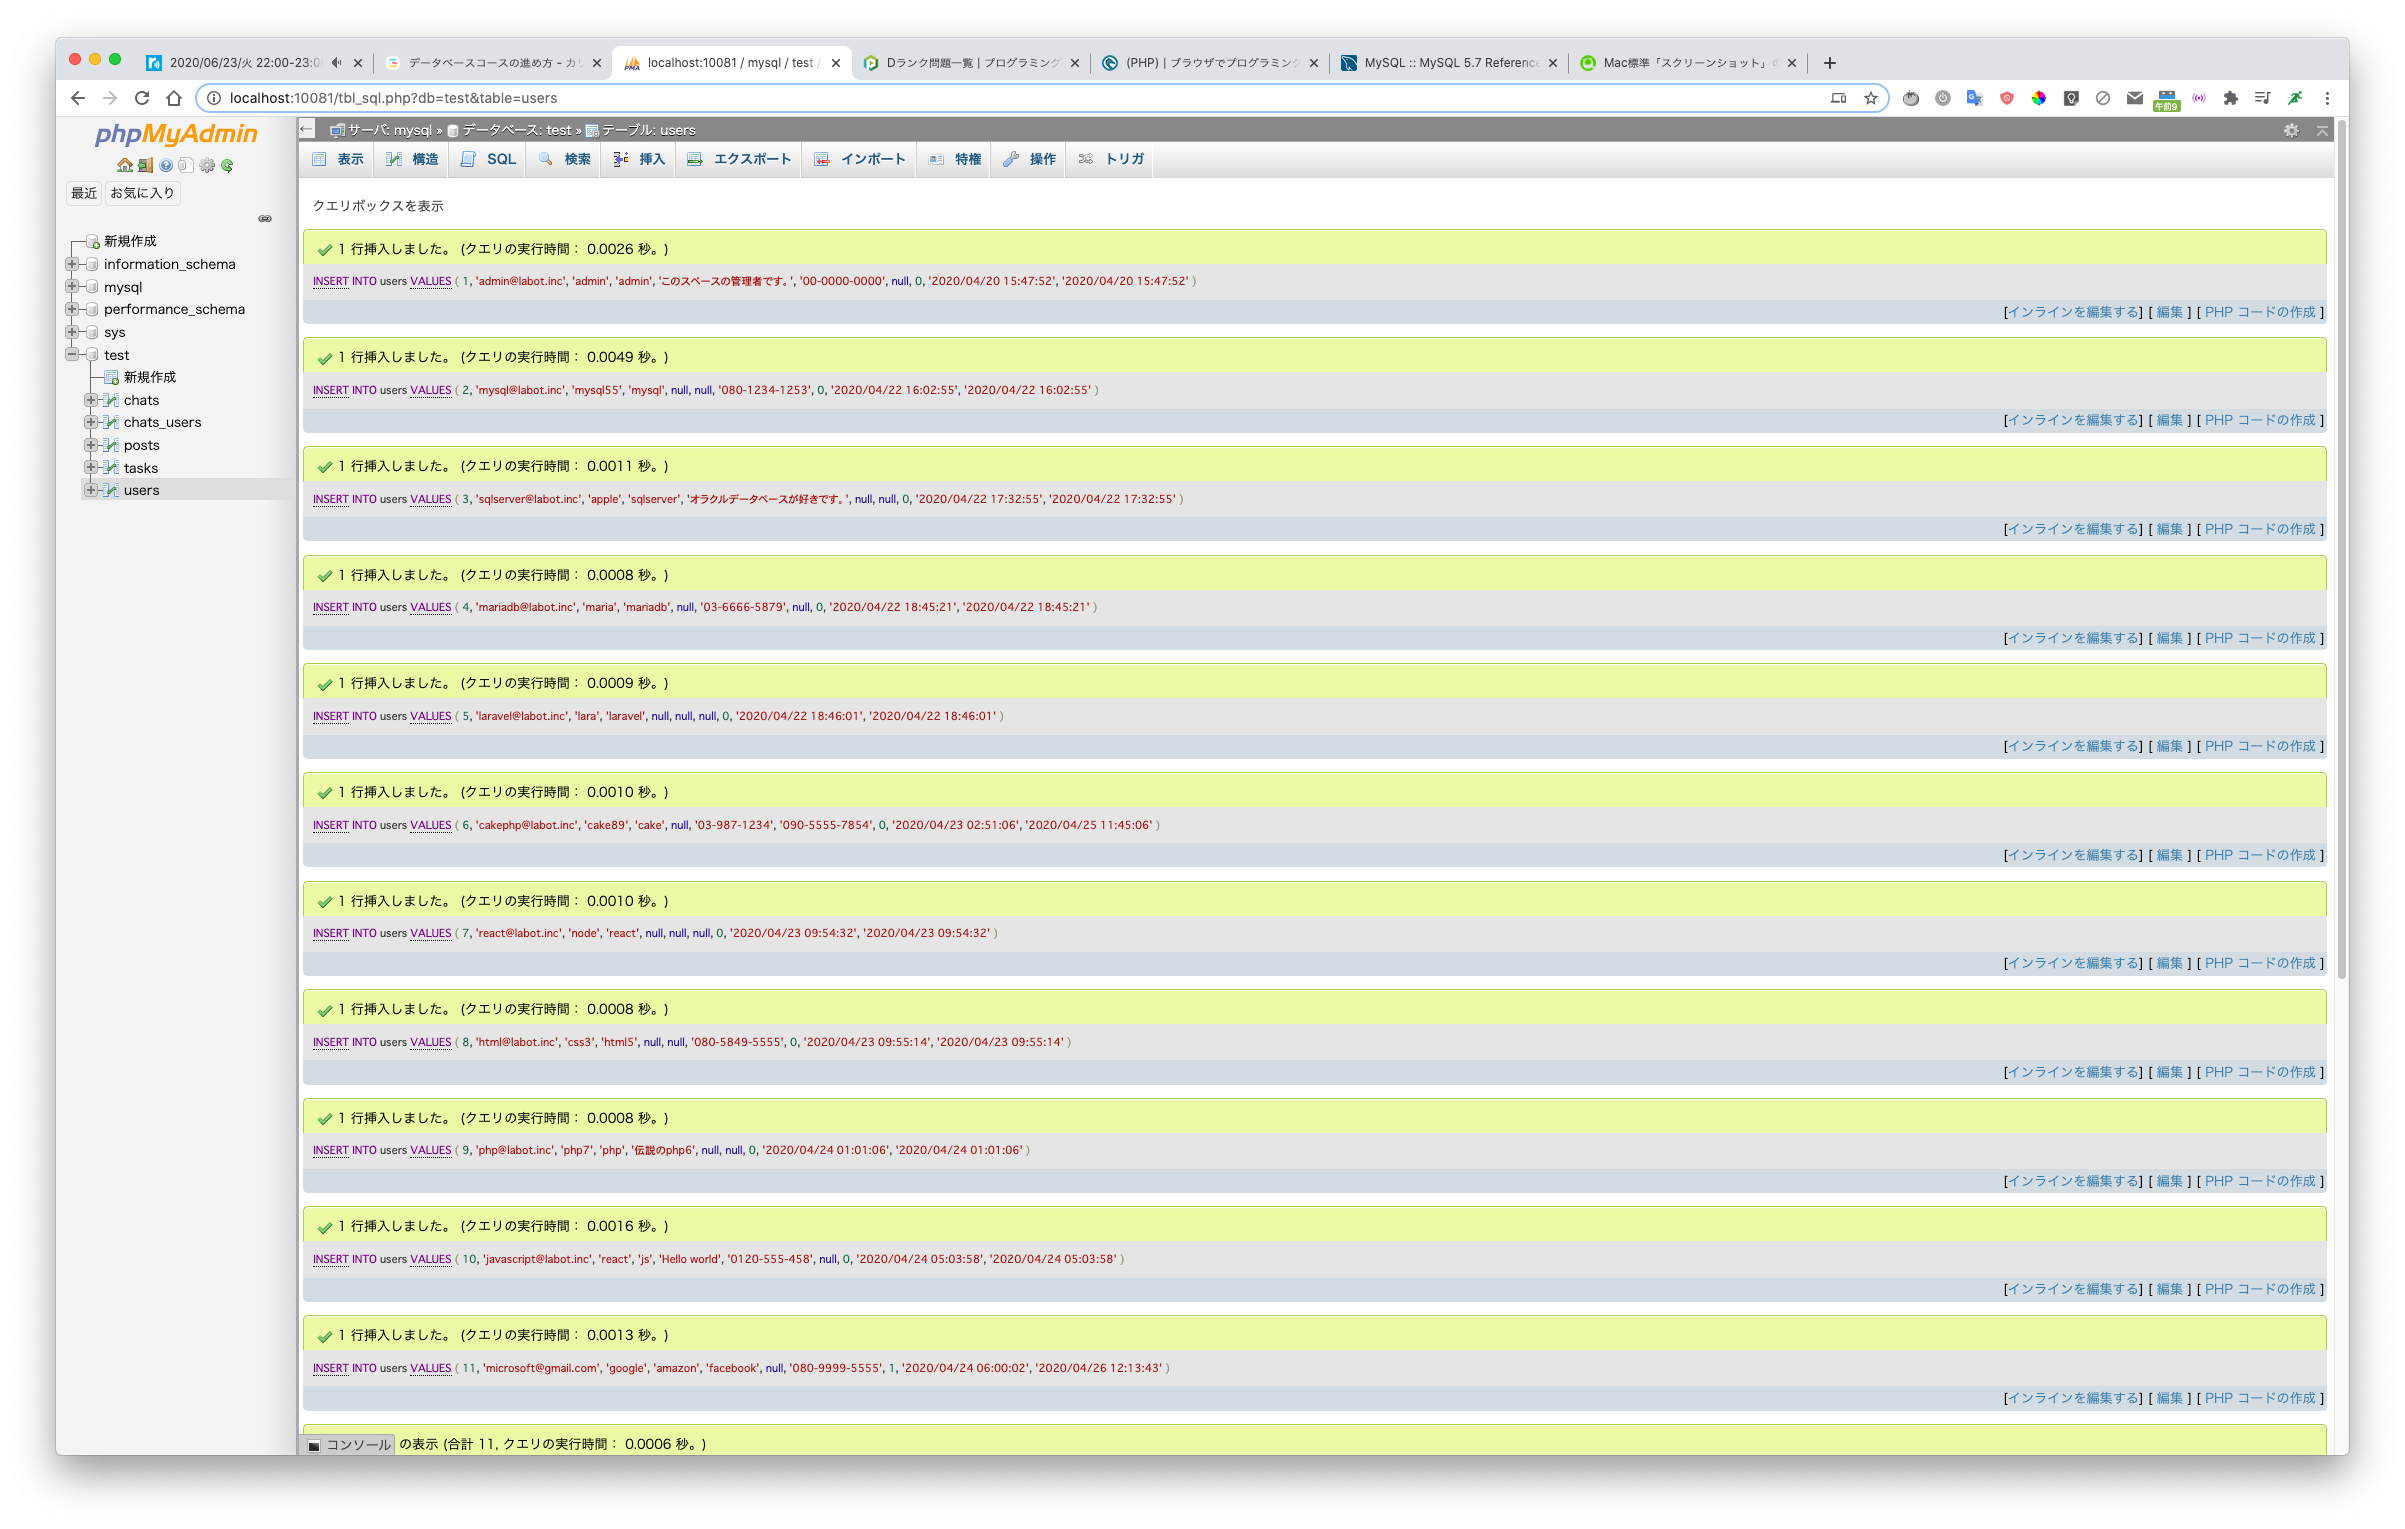 2020/06/23/火 22:00-23:0
データベースコースの進め方 - カ
localhost:10081 / mysql / test /
Dランク問題一覧 | プログラミング
(PHP) | ブラウザでプログラミング
MySQL :: MySQL 5.7 Reference
Mac標準「スクリーンショット」
localhost:10081/tbl_sql.php?db=test&table=users
午前9
phpMyAdmin
最近 お気に入り
新規作成
information_schema
mysql
performance_schema
sys
test
新規作成
chats
chats_users
posts
tasks
users
サーバ: mysql » データベース: test » テーブル: users
表示 構造 SQL 検索 挿入 エクスポート インポート 特権 操作 トリガ
クエリボックスを表示
1 行挿入しました。 (クエリの実行時間： 0.0026 秒。)
INSERT INTO users VALUES ( 1, 'admin@labot.inc', 'admin', 'admin', 'このスペースの管理者です。', '00-0000-0000', null, 0, '2020/04/20 15:47:52', '2020/04/20 15:47:52' )
[インラインを編集する] [ 編集 ] [ PHP コードの作成 ]
1 行挿入しました。 (クエリの実行時間： 0.0049 秒。)
INSERT INTO users VALUES ( 2, 'mysql@labot.inc', 'mysql55', 'mysql', null, null, '080-1234-1253', 0, '2020/04/22 16:02:55', '2020/04/22 16:02:55' )
[インラインを編集する] [ 編集 ] [ PHP コードの作成 ]
1 行挿入しました。 (クエリの実行時間： 0.0011 秒。)
INSERT INTO users VALUES ( 3, 'sqlserver@labot.inc', 'apple', 'sqlserver', 'オラクルデータベースが好きです。', null, null, 0, '2020/04/22 17:32:55', '2020/04/22 17:32:55' )
[インラインを編集する] [ 編集 ] [ PHP コードの作成 ]
1 行挿入しました。 (クエリの実行時間： 0.0008 秒。)
INSERT INTO users VALUES ( 4, 'mariadb@labot.inc', 'maria', 'mariadb', null, '03-6666-5879', null, 0, '2020/04/22 18:45:21', '2020/04/22 18:45:21' )
[インラインを編集する] [ 編集 ] [ PHP コードの作成 ]
1 行挿入しました。 (クエリの実行時間： 0.0009 秒。)
INSERT INTO users VALUES ( 5, 'laravel@labot.inc', 'lara', 'laravel', null, null, null, 0, '2020/04/22 18:46:01', '2020/04/22 18:46:01' )
[インラインを編集する] [ 編集 ] [ PHP コードの作成 ]
1 行挿入しました。 (クエリの実行時間： 0.0010 秒。)
INSERT INTO users VALUES ( 6, 'cakephp@labot.inc', 'cake89', 'cake', null, '03-987-1234', '090-5555-7854', 0, '2020/04/23 02:51:06', '2020/04/25 11:45:06' )
[インラインを編集する] [ 編集 ] [ PHP コードの作成 ]
1 行挿入しました。 (クエリの実行時間： 0.0010 秒。)
INSERT INTO users VALUES ( 7, 'react@labot.inc', 'node', 'react', null, null, null, 0, '2020/04/23 09:54:32', '2020/04/23 09:54:32' )
[インラインを編集する] [ 編集 ] [ PHP コードの作成 ]
1 行挿入しました。 (クエリの実行時間： 0.0008 秒。)
INSERT INTO users VALUES ( 8, 'html@labot.inc', 'css3', 'html5', null, null, '080-5849-5555', 0, '2020/04/23 09:55:14', '2020/04/23 09:55:14' )
[インラインを編集する] [ 編集 ] [ PHP コードの作成 ]
1 行挿入しました。 (クエリの実行時間： 0.0008 秒。)
INSERT INTO users VALUES ( 9, 'php@labot.inc', 'php7', 'php', '伝説のphp6', null, null, 0, '2020/04/24 01:01:06', '2020/04/24 01:01:06' )
[インラインを編集する] [ 編集 ] [ PHP コードの作成 ]
1 行挿入しました。 (クエリの実行時間： 0.0016 秒。)
INSERT INTO users VALUES ( 10, 'javascript@labot.inc', 'react', 'js', 'Hello world', '0120-555-458', null, 0, '2020/04/24 05:03:58', '2020/04/24 05:03:58' )
[インラインを編集する] [ 編集 ] [ PHP コードの作成 ]
1 行挿入しました。 (クエリの実行時間： 0.0013 秒。)
INSERT INTO users VALUES ( 11, 'microsoft@gmail.com', 'google', 'amazon', 'facebook', null, '080-9999-5555', 1, '2020/04/24 06:00:02', '2020/04/26 12:13:43' )
[インラインを編集する] [ 編集 ] [ PHP コードの作成 ]
コンソール の表示 (合計 11, クエリの実行時間： 0.0006 秒。)